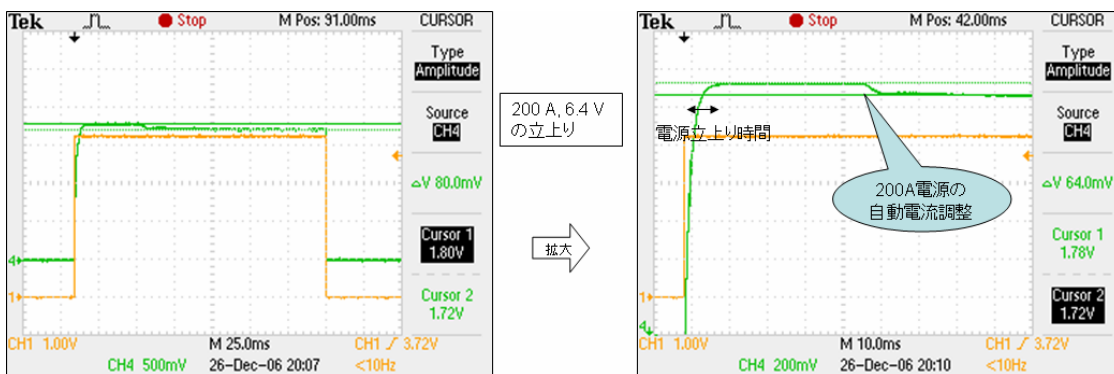 Tek Stop M Pos: 91.00ms CURSOR
Type
Amplitude
Source
CH4
△V 80.0mV
Cursor 1
1.80V
Cursor 2
1.72V
4
1
CH1 1.00V M 25.0ms CH1 3.72V
CH4 500mV 26-Dec-06 20:07 <10Hz
200 A, 6.4 V
の立上り
拡大
Tek Stop M Pos: 42.00ms CURSOR
Type
Amplitude
Source
CH4
電源立上り時間
200A電源の
自動電流調整
△V 64.0mV
Cursor 1
1.78V
Cursor 2
1.72V
1
4
CH1 1.00V M 10.0ms CH1 3.72V
CH4 200mV 26-Dec-06 20:10 <10Hz